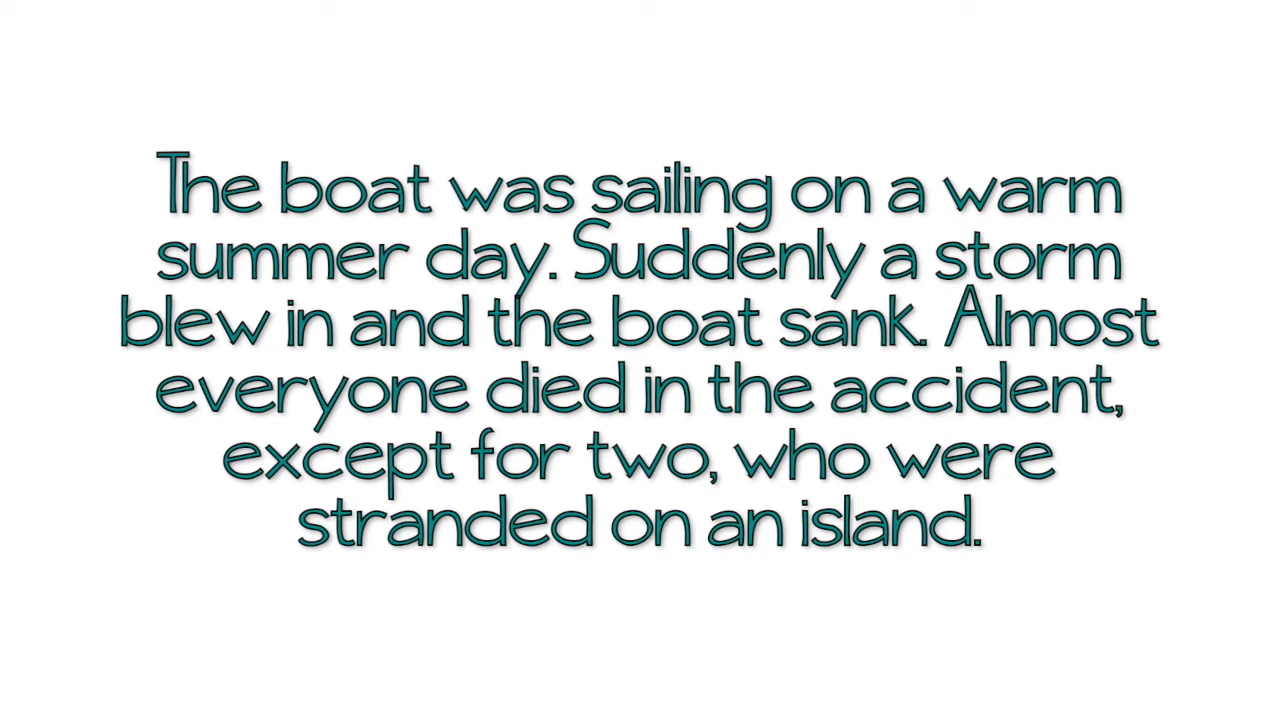 The boat was sailing on a warm
summer day. Suddenly a storm
blew in and the boat sank. Almost
everyone died in the accident,
except for two, who were
stranded on an island.